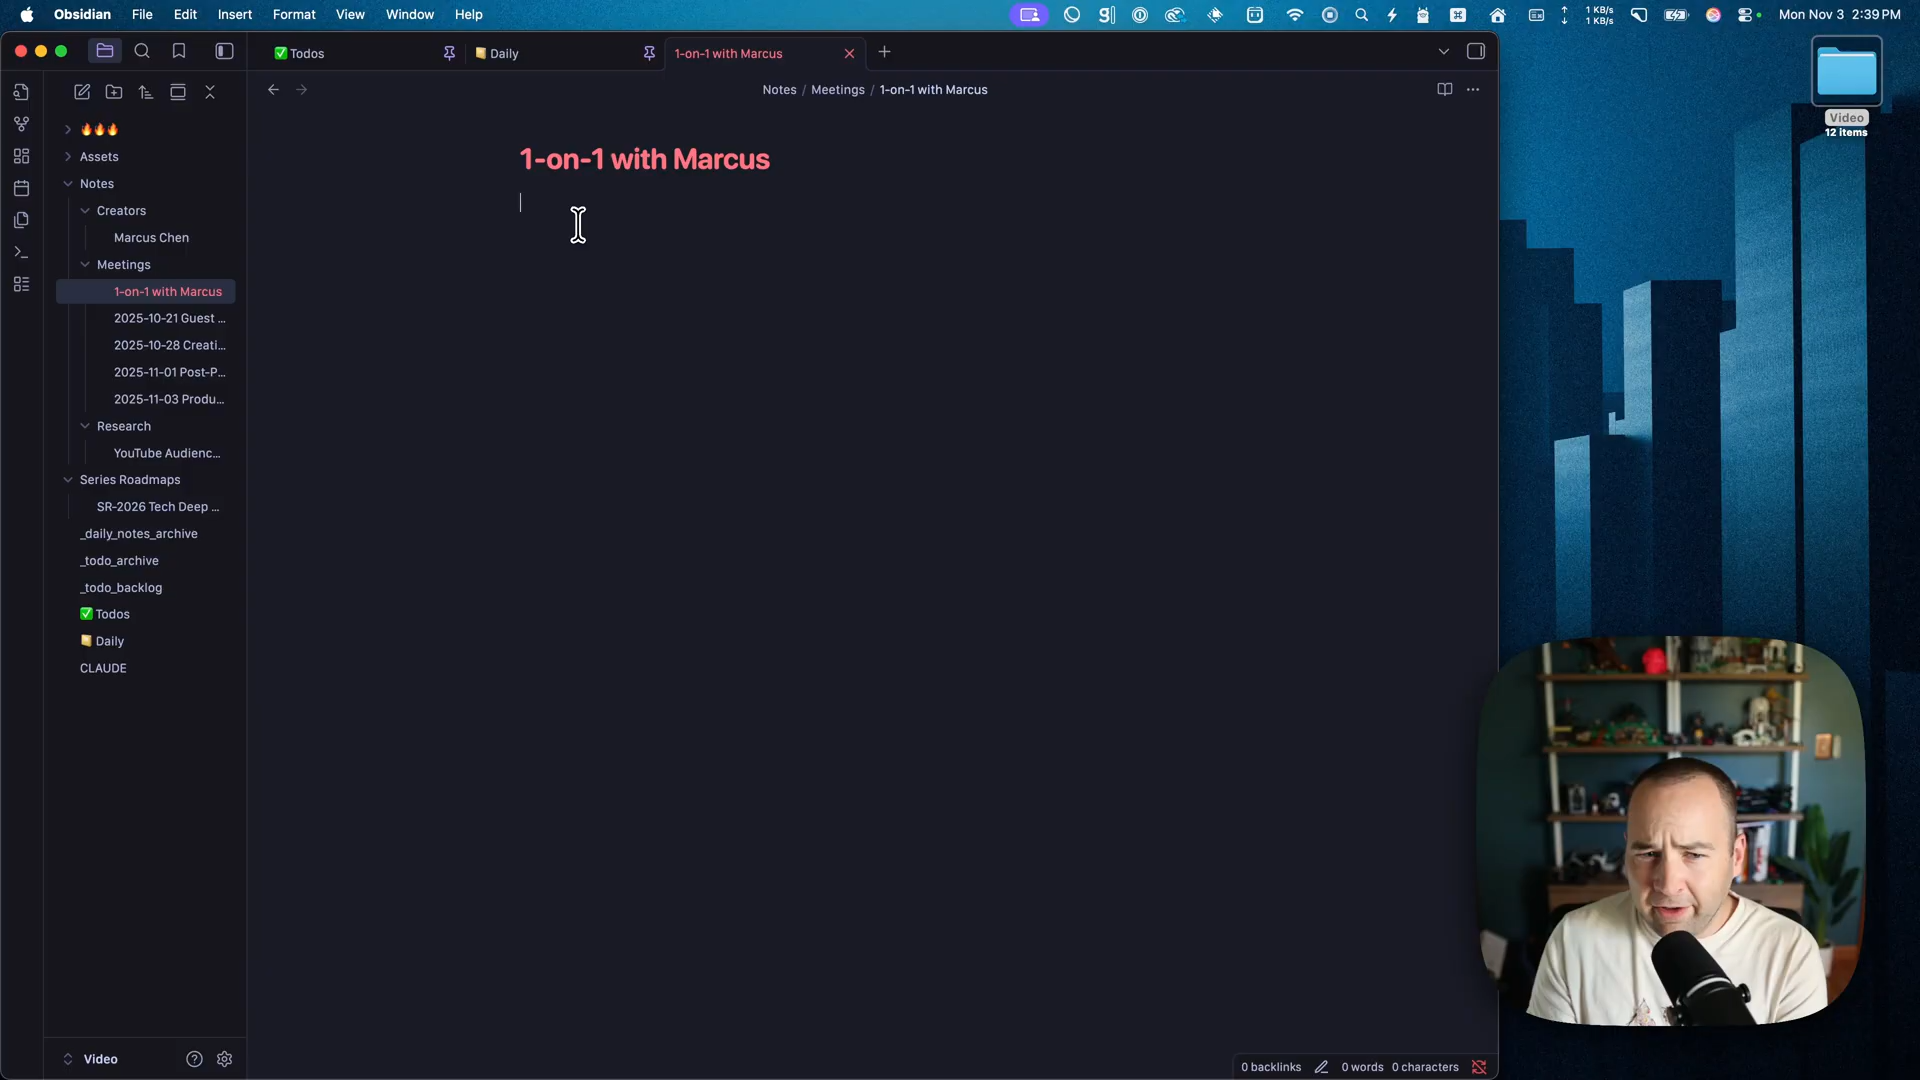 Obsidian File Edit Insert Format View Window Help
1 KB/s
1 KB/s
Mon Nov 3 2:39 PM
✅ Todos
Daily
1-on-1 with Marcus
Notes / Meetings / 1-on-1 with Marcus
1-on-1 with Marcus
🔥🔥🔥
Assets
Notes
Creators
Marcus Chen
Meetings
1-on-1 with Marcus
2025-10-21 Guest ...
2025-10-28 Creati...
2025-11-01 Post-P...
2025-11-03 Produ...
Research
YouTube Audienc...
Series Roadmaps
SR-2026 Tech Deep ...
_daily_notes_archive
_todo_archive
_todo_backlog
✅ Todos
Daily
CLAUDE
Video
0 backlinks 0 words 0 characters
Video
12 items